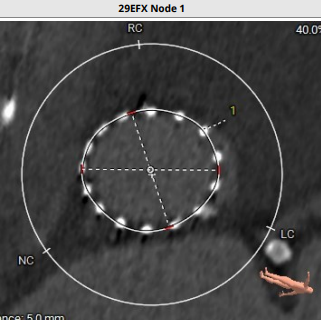 29EFX Node 1
RC
40.0°
1
LC
NC
nce: 5.0 mm